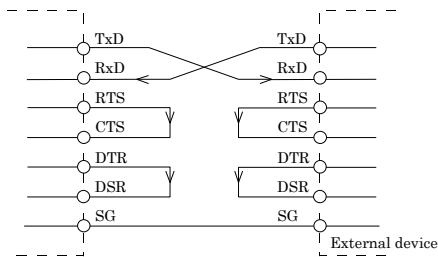 TxD TxD
RxD RxD
RTS RTS
CTS CTS
DTR DTR
DSR DSR
SG SG
External device